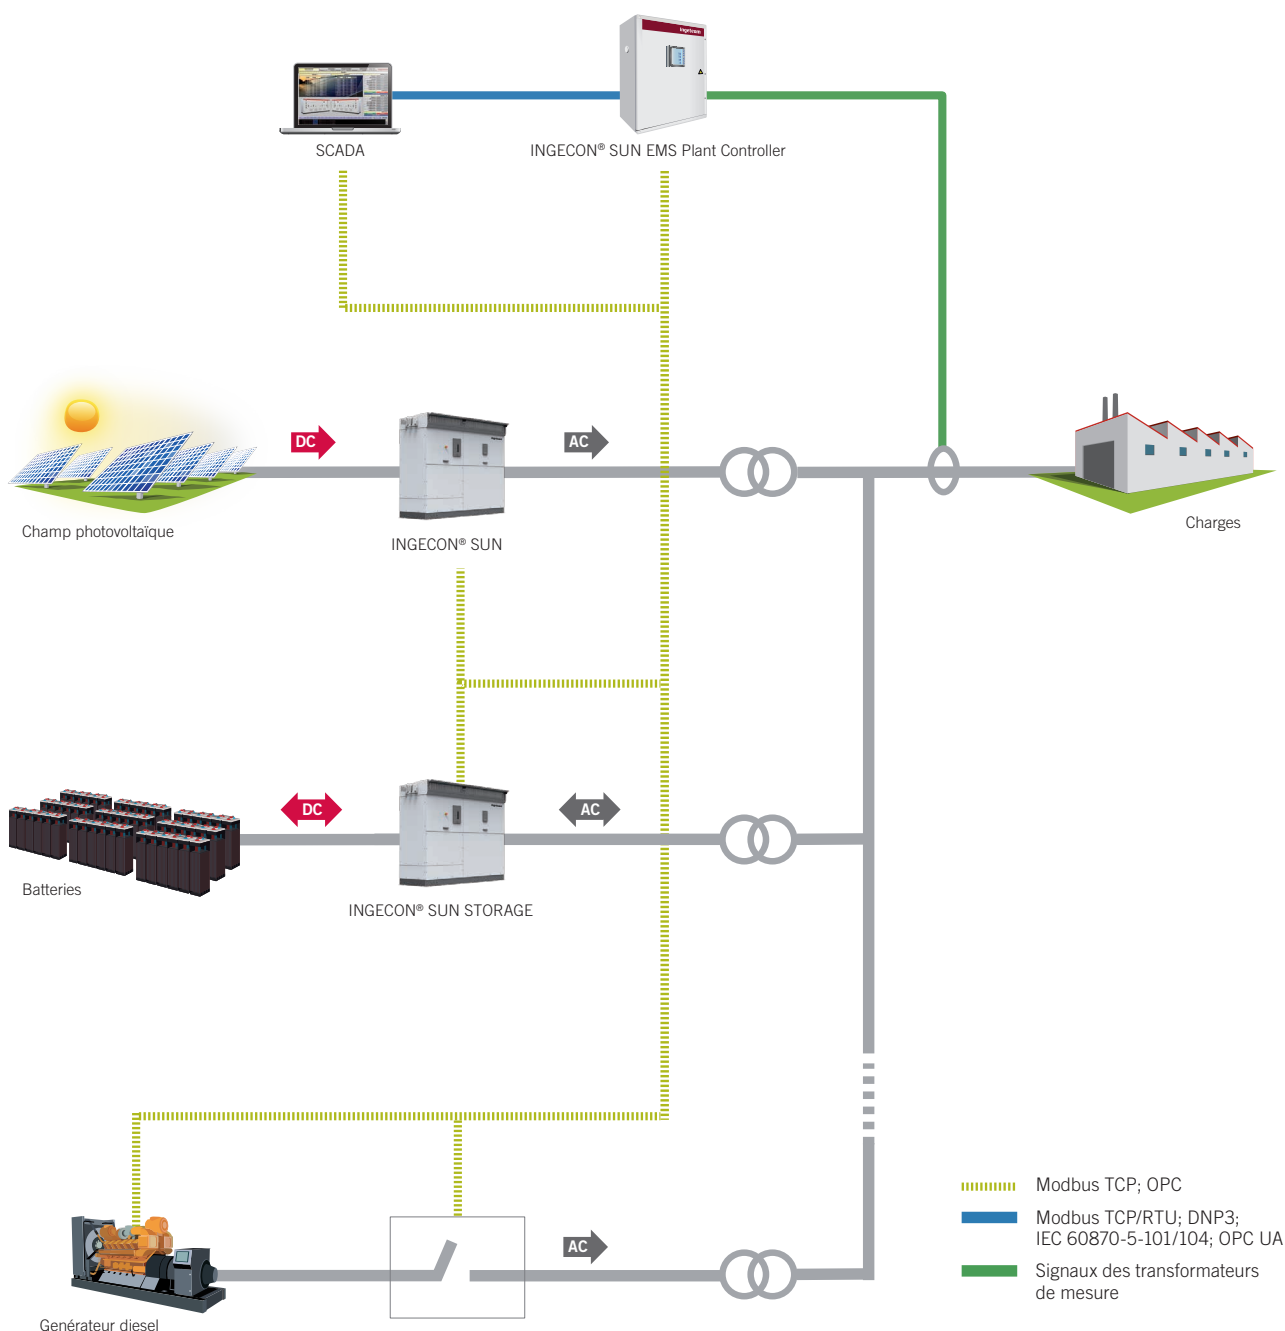 ingeteam
SCADA
INGECON® SUN EMS Plant Controller
DC
AC
Champ photovoltaïque
INGECON® SUN
Charges
DC
AC
Batteries
INGECON® SUN STORAGE
AC
Genérateur diesel
Modbus TCP; OPC
Modbus TCP/RTU; DNP3;
IEC 60870-5-101/104; OPC UA
Signaux des transformateurs
de mesure